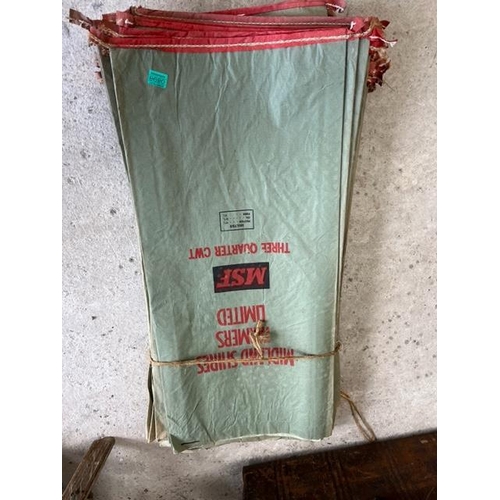 MIDLAND SHIRES
FARMERS
LIMITED
MSF
THREE QUARTER CWT